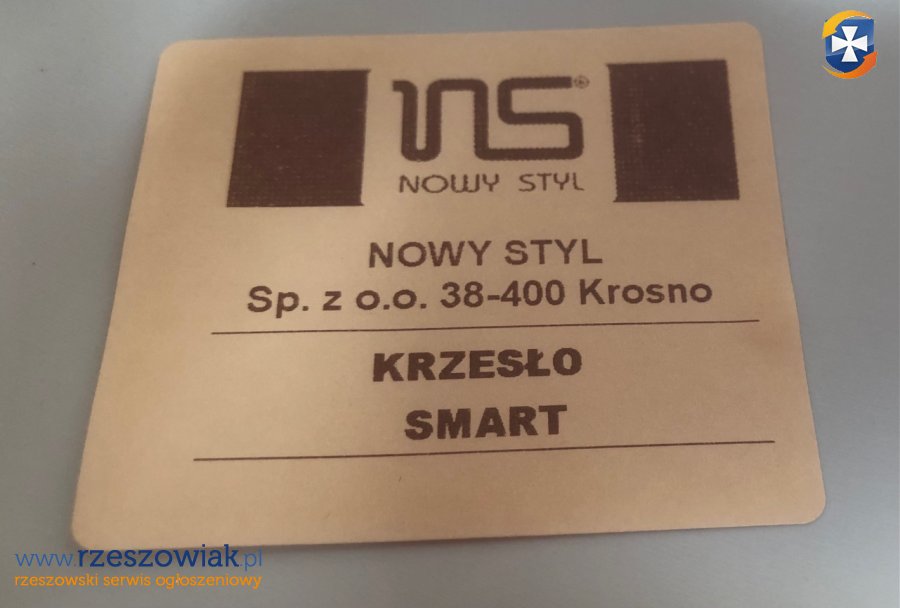 NS
NOWY STYL
NOWY STYL
Sp. z o.o. 38-400 Krosno
KRZESŁO
SMART
www.rzeszowiak.pl
rzeszowski serwis ogłoszeniowy